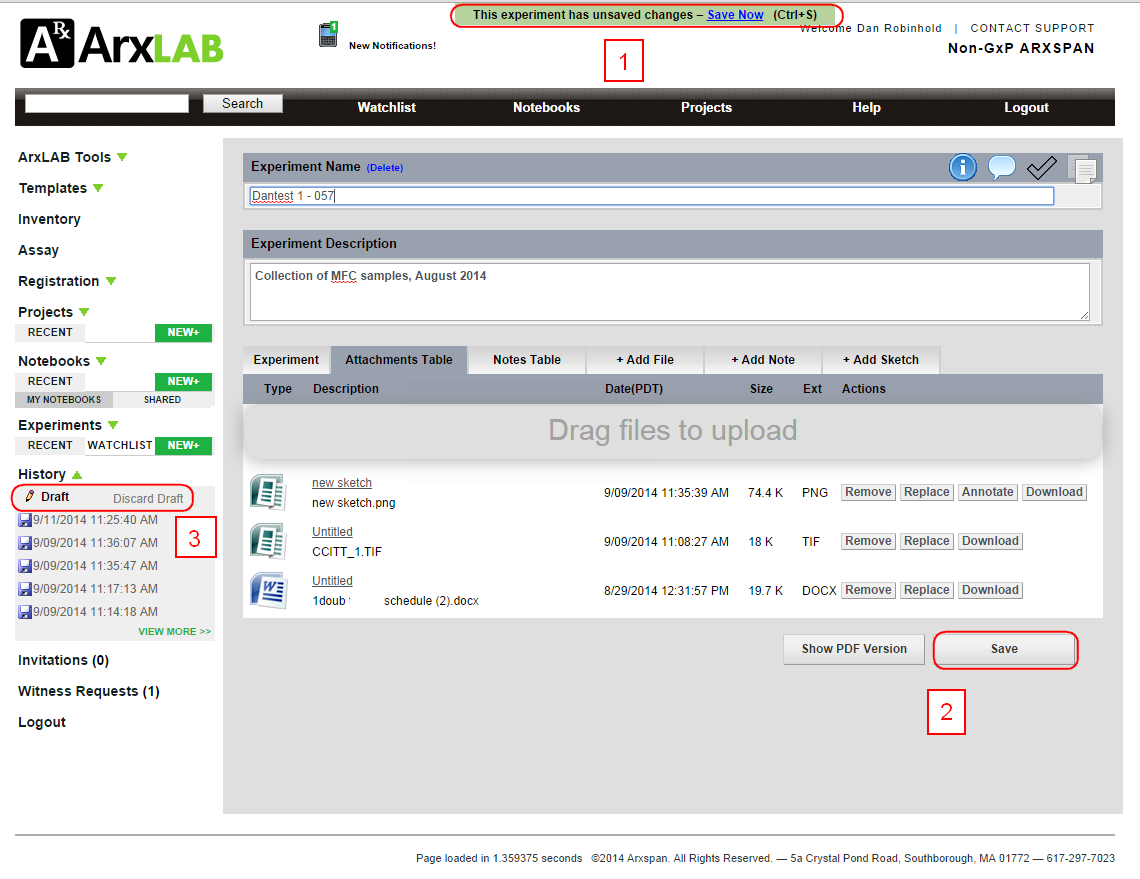 This experiment has unsaved changes – Save Now (Ctrl+S)
ARx ArxLAB
1
New Notifications!
Welcome Dan Robinhold | CONTACT SUPPORT
Non-GxP ARXSPAN
1
Search Watchlist Notebooks Projects Help Logout
ArxLAB Tools
Templates
Inventory
Assay
Registration
Projects
RECENT NEW+
Notebooks
RECENT NEW+
MY NOTEBOOKS SHARED
Experiments
RECENT WATCHLIST NEW+
History
Draft Discard Draft
3
9/11/2014 11:25:40 AM
9/09/2014 11:36:07 AM
9/09/2014 11:35:47 AM
9/09/2014 11:17:13 AM
9/09/2014 11:14:18 AM
VIEW MORE >>
Invitations (0)
Witness Requests (1)
Logout
Experiment Name (Delete)
Dantest 1 - 057
Experiment Description
Collection of MFC samples, August 2014
Experiment Attachments Table Notes Table + Add File + Add Note + Add Sketch
Type Description Date(PDT) Size Ext Actions
Drag files to upload
new sketch
new sketch.png
9/09/2014 11:35:39 AM 74.4 K PNG Remove Replace Annotate Download
Untitled
CCITT_1.TIF
9/09/2014 11:08:27 AM 18 K TIF Remove Replace Download
Untitled
1doub schedule (2).docx
8/29/2014 12:31:57 PM 19.7 K DOCX Remove Replace Download
Show PDF Version Save
2
Page loaded in 1.359375 seconds ©2014 Arxspan. All Rights Reserved. — 5a Crystal Pond Road, Southborough, MA 01772 — 617-297-7023